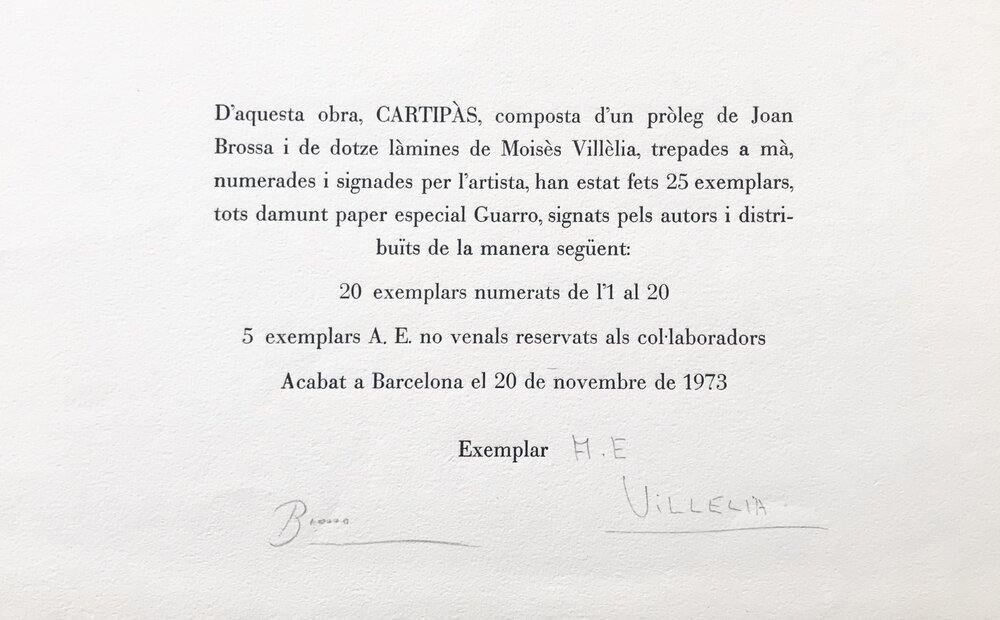 D'aquesta obra, CARTIPÀS, composta d'un pròleg de Joan
Brossa i de dotze làmines de Moisès Villèlia, trepades a mà,
numerades i signades per l'artista, han estat fets 25 exemplars,
tots damunt paper especial Guarro, signats pels autors i distri-
buïts de la manera següent:
20 exemplars numerats de l'1 al 20
5 exemplars A. E. no venals reservats als col·laboradors
Acabat a Barcelona el 20 de novembre de 1973
Exemplar A.E
Brossa
VILLELIA